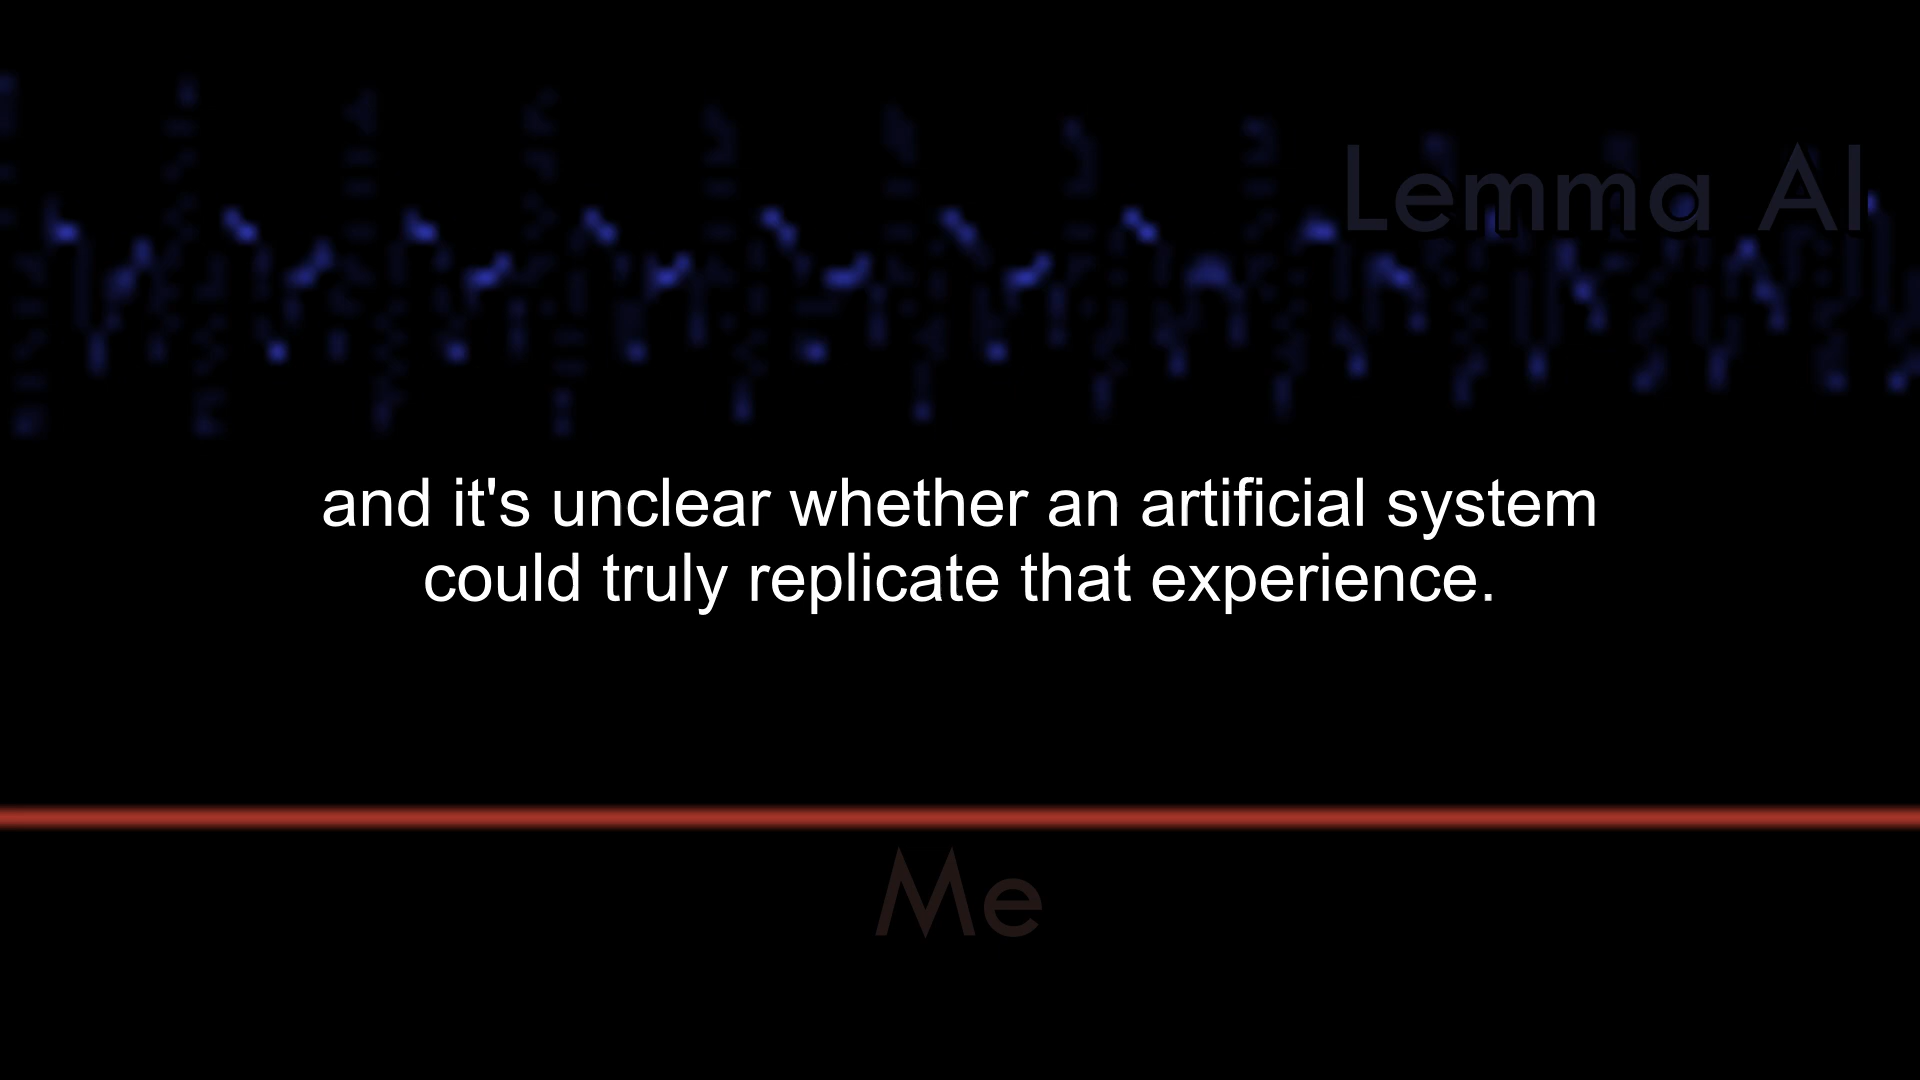 Lemma AI
and it's unclear whether an artificial system
could truly replicate that experience.
Me